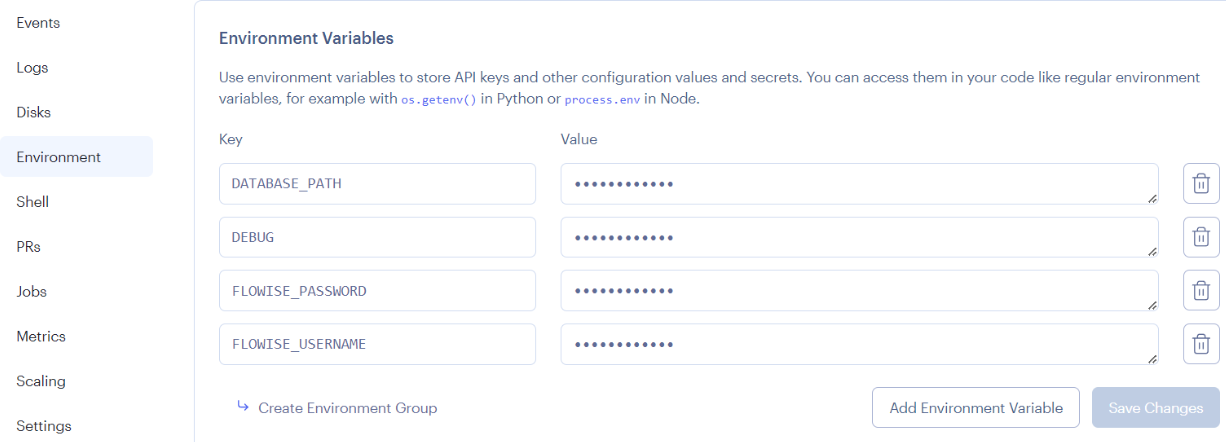 Events
Logs
Disks
Environment
Shell
PRs
Jobs
Metrics
Scaling
Settings
Environment Variables
Use environment variables to store API keys and other configuration values and secrets. You can access them in your code like regular environment
variables, for example with os.getenv() in Python or process.env in Node.
Key Value
DATABASE_PATH ••••••••••••
DEBUG ••••••••••••
FLOWISE_PASSWORD ••••••••••••
FLOWISE_USERNAME ••••••••••••
Create Environment Group Add Environment Variable Save Changes